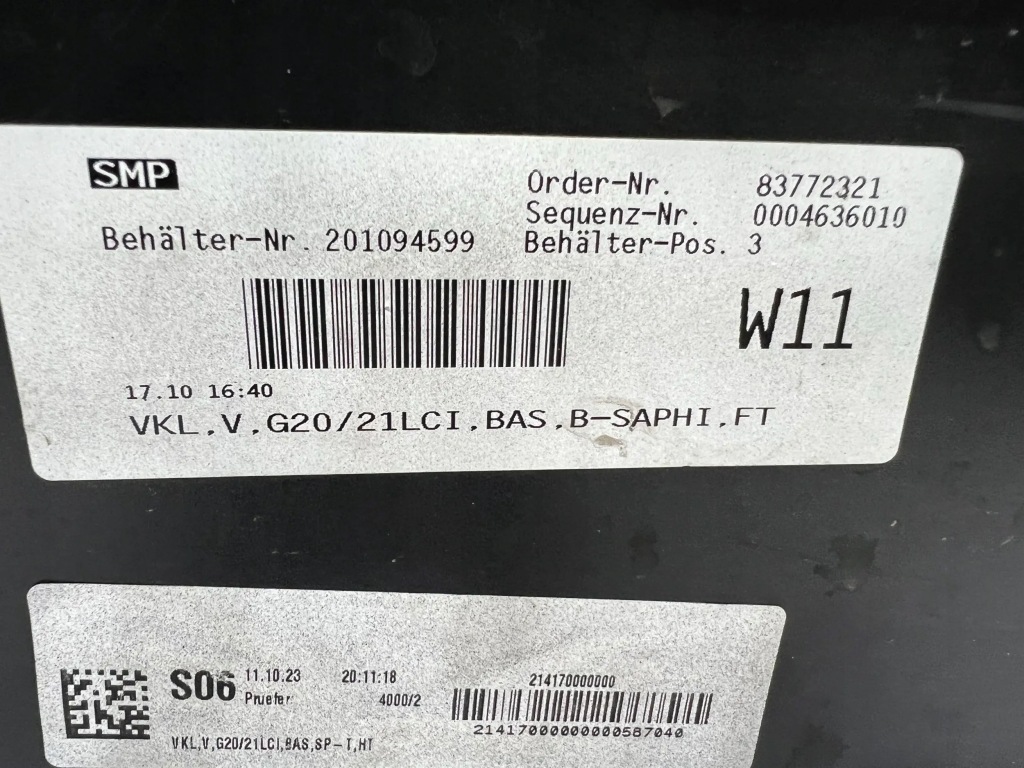 SMP
Order-Nr. 83772321
Sequenz-Nr. 0004636010
Behälter-Nr. 201094599 Behälter-Pos. 3
W11
17.10 16:40
VKL,V,G20/21LCI,BAS,B-SAPHI,FT
S06 11.10.23 20:11:18
Pruefer: 4000/2
214170000000
21417000000000587040
VKL,V,G20/21LCI,BAS,SP-T,HT